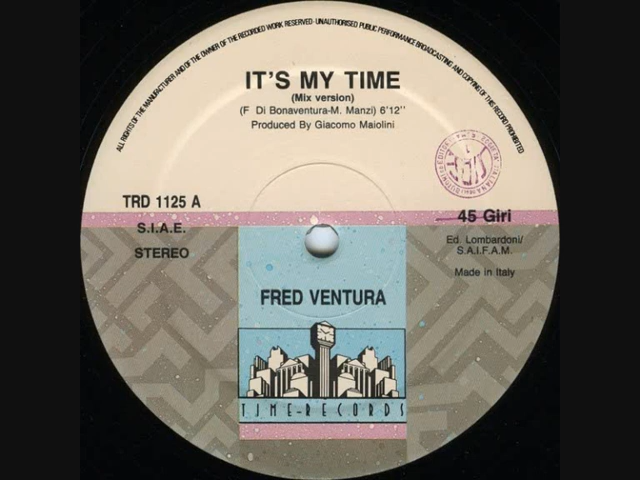 ALL RIGHTS OF THE MANUFACTURER AND OF THE OWNER OF THE RECORDED WORK RESERVED·UNAUTHORISED PUBLIC PERFORMANCE BROADCASTING AND COPYING OF THIS RECORD PROHIBITED
IT'S MY TIME
(Mix version)
(F Di Bonaventura-M. Manzi) 6'12''
Produced By Giacomo Maiolini
TRD 1125 A
S.I.A.E.
STEREO
45 Giri
Ed Lombardoni/
S.A.I.F.A.M.
Made in Italy
FRED VENTURA
TIME-RECORDS